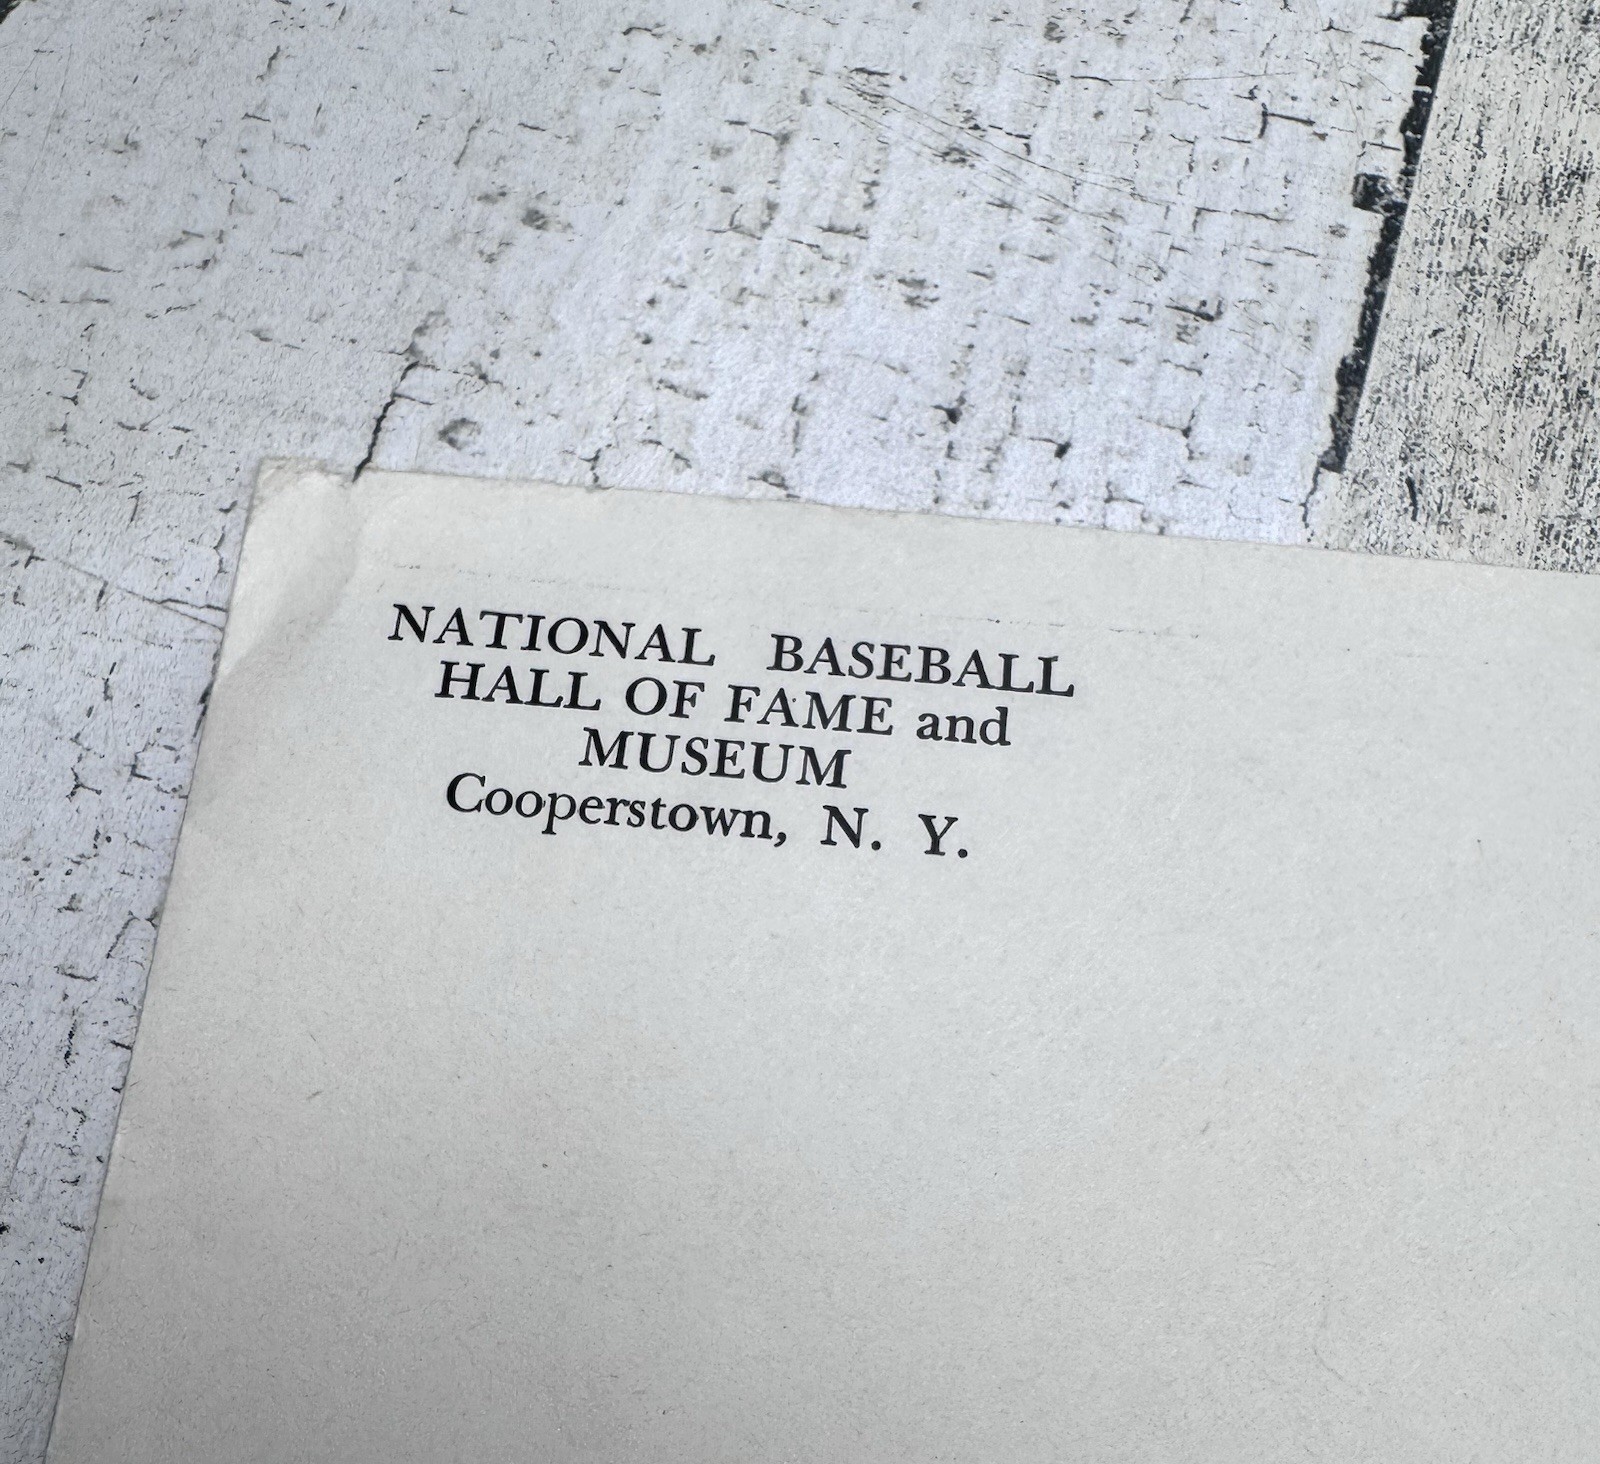 NATIONAL BASEBALL
HALL OF FAME and
MUSEUM
Cooperstown, N. Y.